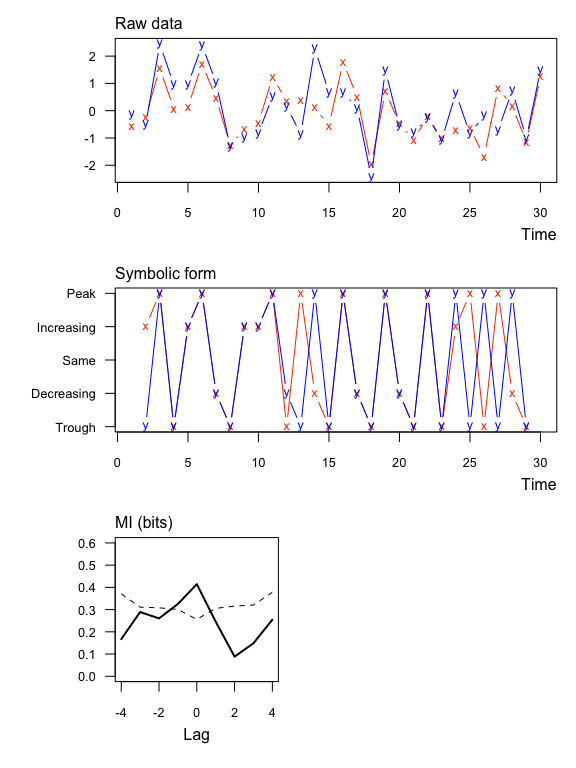 Raw data
2
1
0
-1
-2
0 5 10 15 20 25 30
Time
Symbolic form
Peak
Increasing
Same
Decreasing
Trough
0 5 10 15 20 25 30
Time
MI (bits)
0.6
0.5
0.4
0.3
0.2
0.1
0.0
-4 -2 0 2 4
Lag